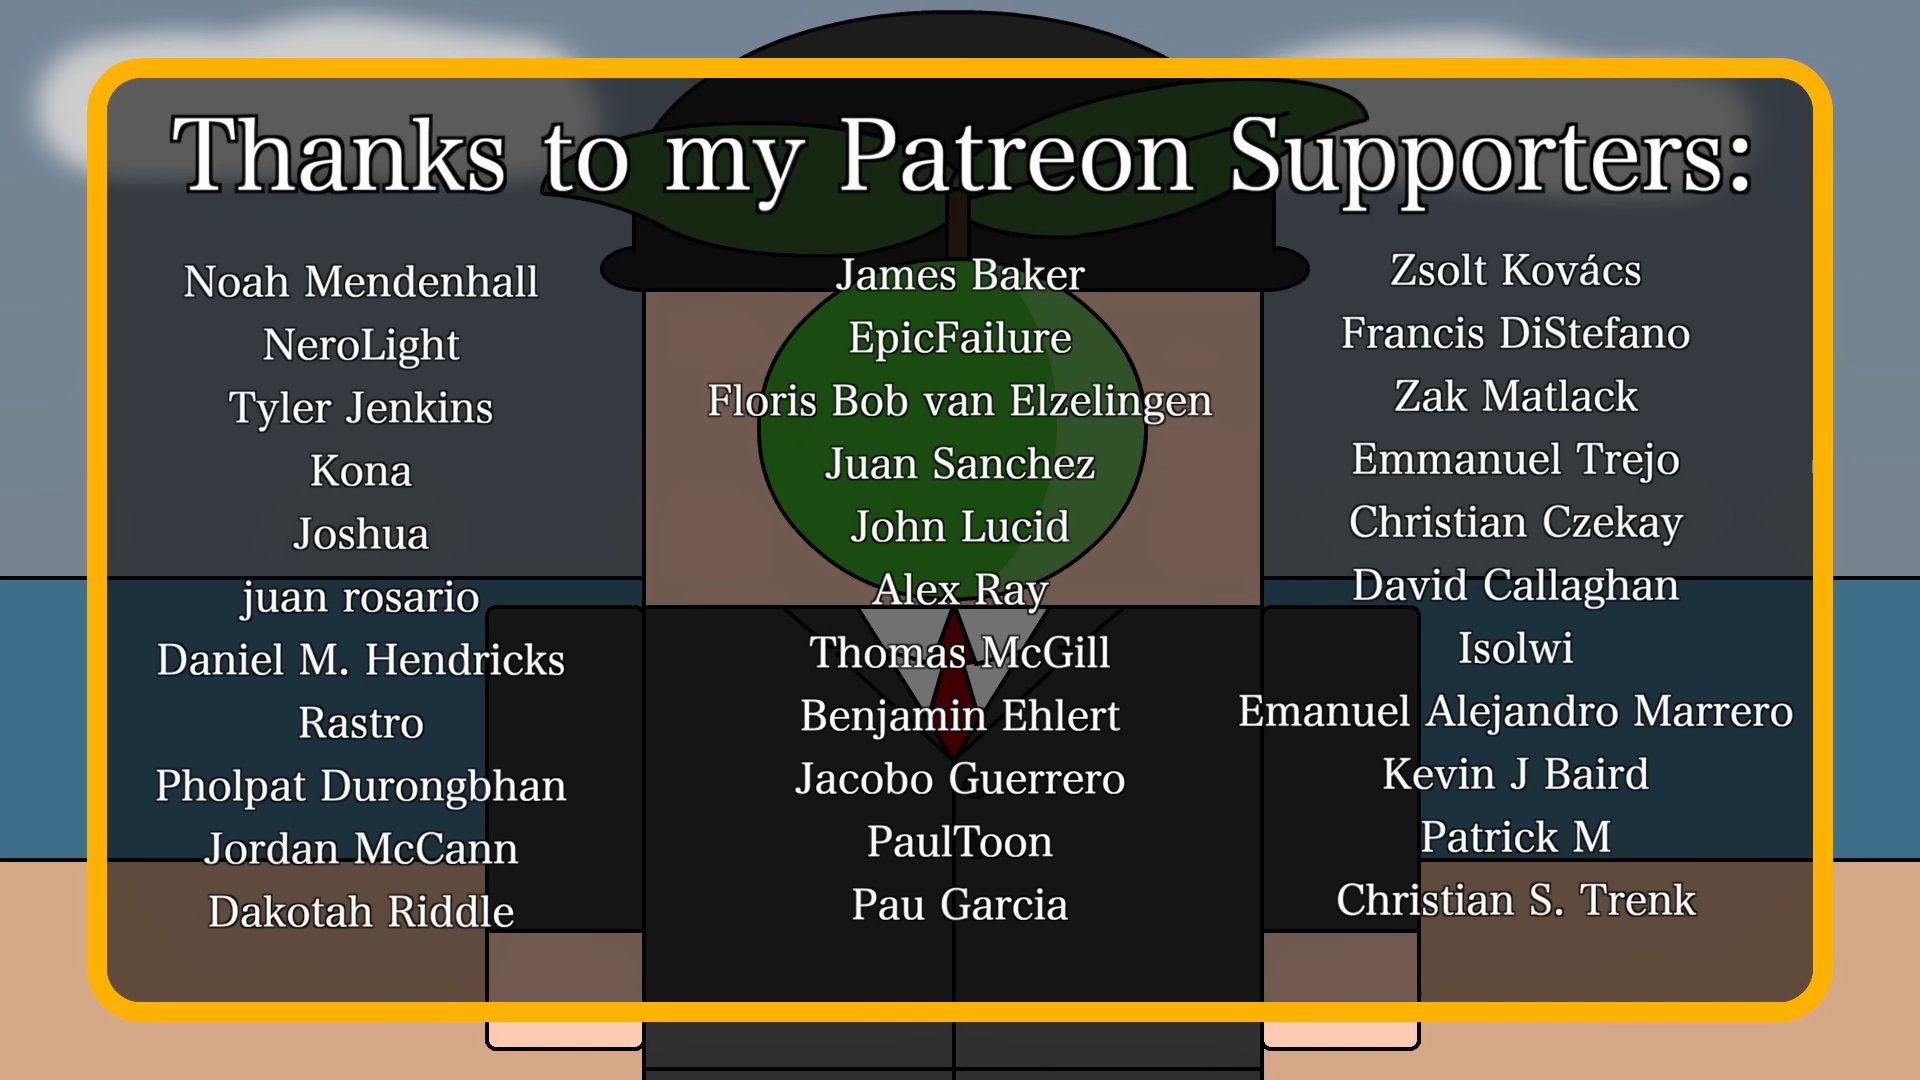 Thanks to my Patreon Supporters:
Noah Mendenhall
NeroLight
Tyler Jenkins
Kona
Joshua
juan rosario
Daniel M. Hendricks
Rastro
Pholpat Durongbhan
Jordan McCann
Dakotah Riddle
James Baker
EpicFailure
Floris Bob van Elzelingen
Juan Sanchez
John Lucid
Alex Ray
Thomas McGill
Benjamin Ehlert
Jacobo Guerrero
PaulToon
Pau Garcia
Zsolt Kovács
Francis DiStefano
Zak Matlack
Emmanuel Trejo
Christian Czekay
David Callaghan
Isolwi
Emanuel Alejandro Marrero
Kevin J Baird
Patrick M
Christian S. Trenk